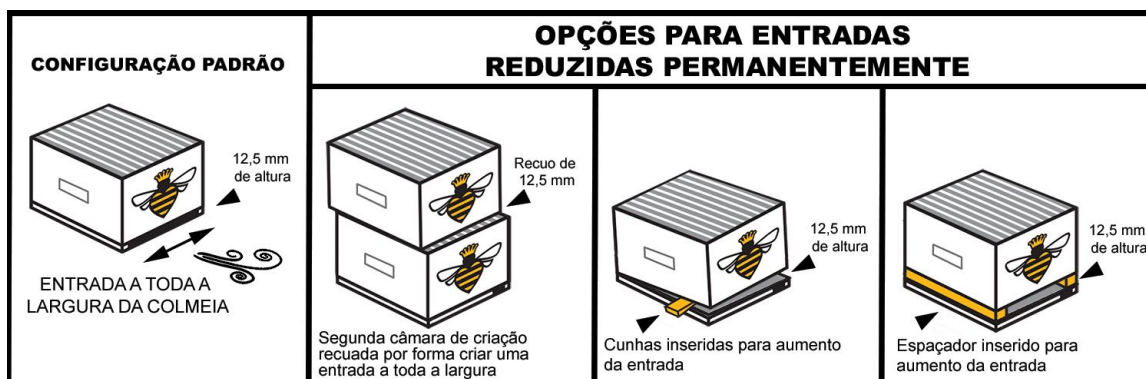 CONFIGURAÇÃO PADRÃO
12,5 mm
de altura
ENTRADA A TODA A
LARGURA DA COLMEIA
OPÇÕES PARA ENTRADAS
REDUZIDAS PERMANENTEMENTE
Recuo de
12,5 mm
Segunda câmara de criação
recuada por forma criar uma
entrada a toda a largura
12,5 mm
de altura
Cunhas inseridas para aumento
da entrada
12,5 mm
de altura
Espaçador inserido para
aumento da entrada